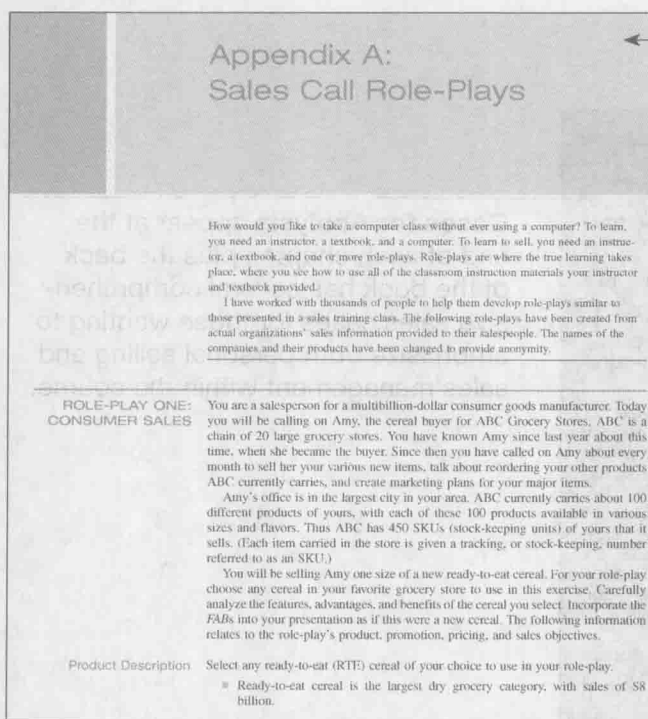 Appendix A:
Sales Call Role-Plays
How would you like to take a computer class without ever using a computer? To learn,
you need an instructor, a textbook, and a computer. To learn to sell, you need an instruc-
tor, a textbook, and one or more role-plays. Role-plays are where the true learning takes
place, where you see how to use all of the classroom instruction materials your instructor
and textbook provided.
I have worked with thousands of people to help them develop role-plays similar to
those presented in a sales training class. The following role-plays have been created from
actual organizations' sales information provided to their salespeople. The names of the
companies and their products have been changed to provide anonymity.
ROLE-PLAY ONE:
CONSUMER SALES
You are a salesperson for a multibillion-dollar consumer goods manufacturer. Today
you will be calling on Amy, the cereal buyer for ABC Grocery Stores. ABC is a
chain of 20 large grocery stores. You have known Amy since last year about this
time, when she became the buyer. Since then you have called on Amy about every
month to sell her your various new items, talk about reordering your other products
ABC currently carries, and create marketing plans for your major items.
Amy's office is in the largest city in your area. ABC currently carries about 100
different products of yours, with each of these 100 products available in various
sizes and flavors. Thus ABC has 450 SKUs (stock-keeping units) of yours that it
sells. (Each item carried in the store is given a tracking, or stock-keeping, number
referred to as an SKU.)
You will be selling Amy one size of a new ready-to-eat cereal. For your role-play
choose any cereal in your favorite grocery store to use in this exercise. Carefully
analyze the features, advantages, and benefits of the cereal you select. Incorporate the
FABs into your presentation as if this were a new cereal. The following information
relates to the role-play's product, promotion, pricing, and sales objectives.
Product Description
Select any ready-to-eat (RTE) cereal of your choice to use in your role-play.
■ Ready-to-eat cereal is the largest dry grocery category, with sales of $8
billion.